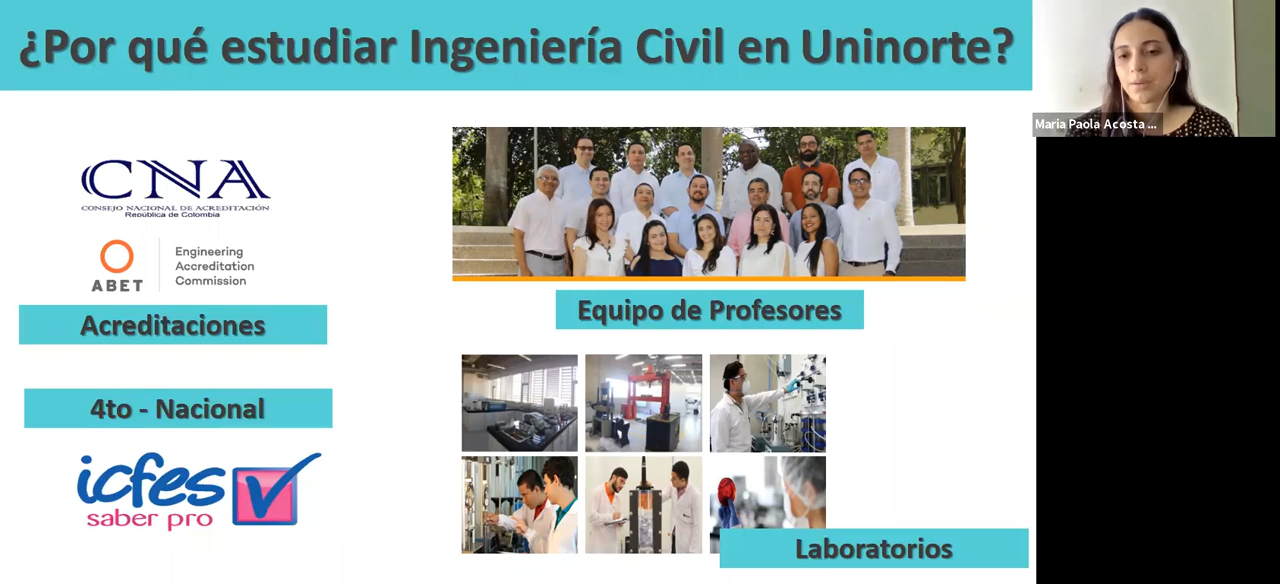 ¿Por qué estudiar Ingeniería Civil en Uninorte?
Maria Paola Acosta ...
CNA
CONSEJO NACIONAL DE ACREDITACIÓN
República de Colombia
ABET
Engineering
Accreditation
Commission
Acreditaciones
Equipo de Profesores
4to - Nacional
icfes
saber pro
Laboratorios